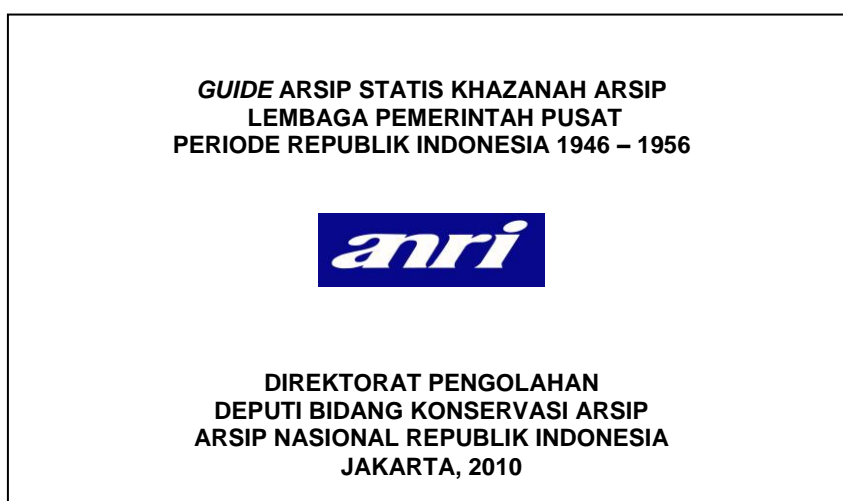 GUIDE ARSIP STATIS KHAZANAH ARSIP
LEMBAGA PEMERINTAH PUSAT
PERIODE REPUBLIK INDONESIA 1946 – 1956
anri
DIREKTORAT PENGOLAHAN
DEPUTI BIDANG KONSERVASI ARSIP
ARSIP NASIONAL REPUBLIK INDONESIA
JAKARTA, 2010